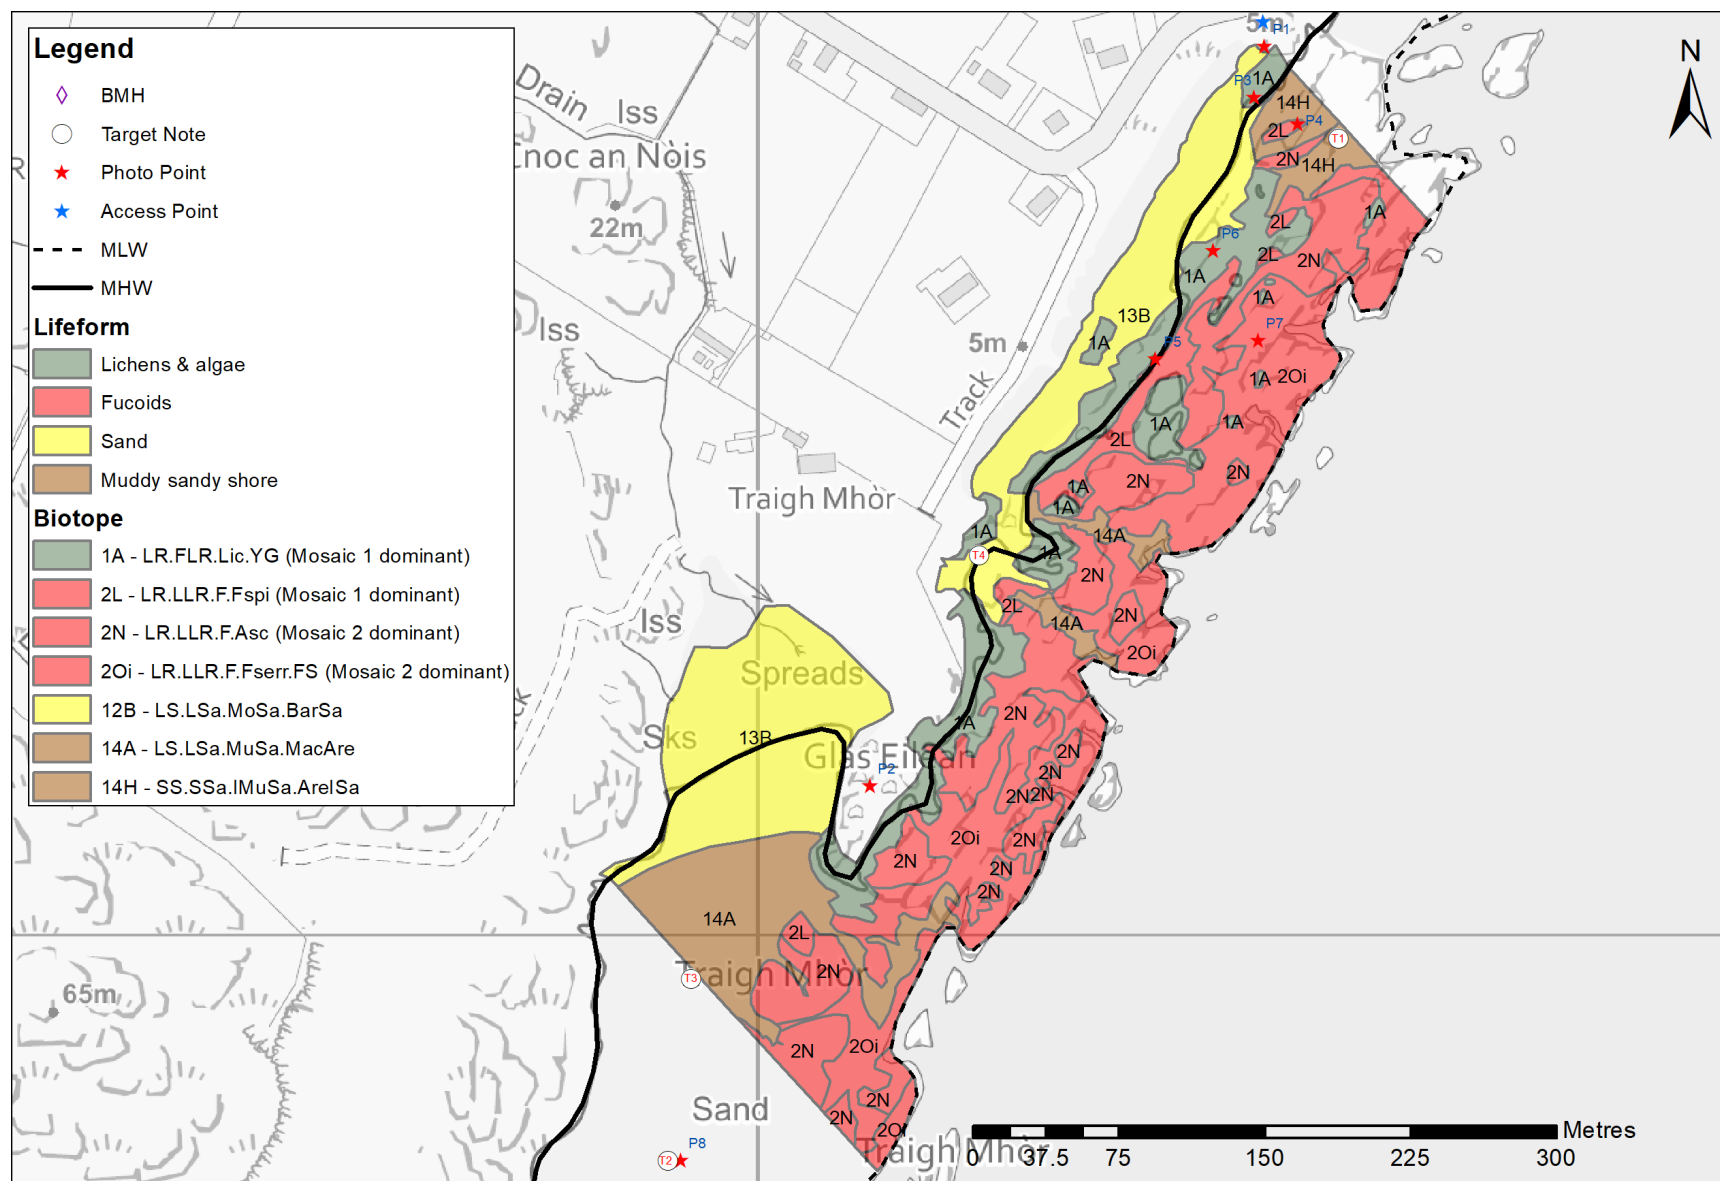 Legend
BMH
Target Note
Photo Point
Access Point
MLW
MHW
Lifeform
Lichens & algae
Fucoids
Sand
Muddy sandy shore
Biotope
1A - LR.FLR.Lic.YG (Mosaic 1 dominant)
2L - LR.LLR.F.Fspi (Mosaic 1 dominant)
2N - LR.LLR.F.Asc (Mosaic 2 dominant)
2Oi - LR.LLR.F.Fserr.FS (Mosaic 2 dominant)
12B - LS.LSa.MoSa.BarSa
14A - LS.LSa.MuSa.MacAre
14H - SS.SSa.IMuSa.ArelSa
N
5m
P1
P3
1A
14H
P4
2L
T1
2N
14H
Drain
Iss
Cnoc an Nòis
22m
1A
2L
P6
2L
2N
1A
1A
13B
P7
Iss
5m
1A
P5
1A
2Oi
Track
1A
1A
2L
2N
1A
2N
Traigh Mhòr
1A
1A
14A
T4
1A
2N
2L
14A
2N
Iss
2Oi
Spreads
2N
1A
Sks
13B
2N
Glas Eilean
P2
2N
2N
2N
2Oi
2N
2N
2N
2N
14A
2L
Traigh Mhòr
2N
T3
65m
2N
2Oi
2N
2N
2Oi
Sand
P8
T2
Traigh Mhòr
Metres
0 37.5 75 150 225 300